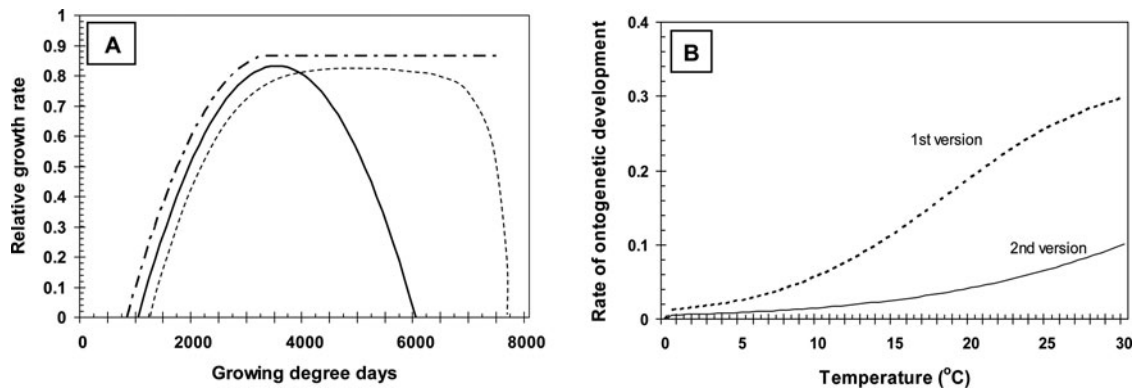 A
1
0.9
0.8
0.7
0.6
0.5
0.4
0.8
0.2
0.1
0
Relative growth rate
0 2000 4000 6000 8000
Growing degree days
B
0.4
0.3
0.2
0.1
0
Rate of ontogenetic development
1st version
2nd version
0 5 10 15 20 25 30
Temperature (°C)